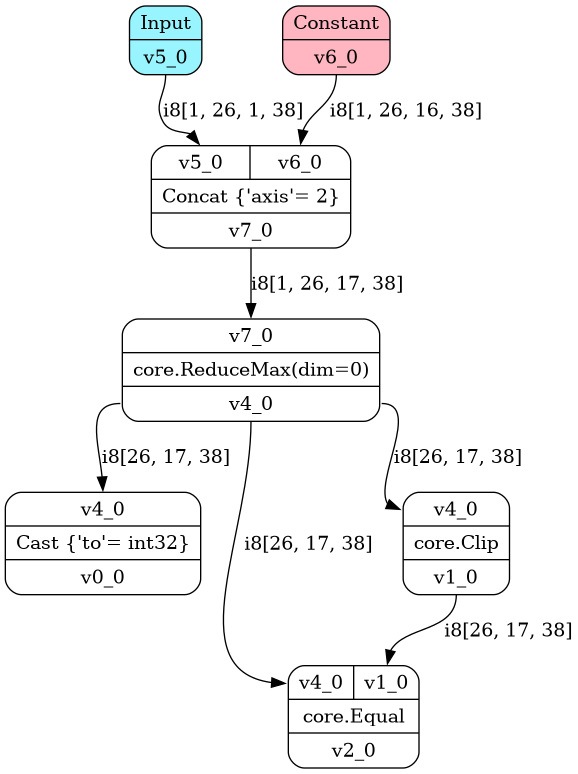 Input
v5_0
Constant
v6_0
i8[1, 26, 1, 38]
i8[1, 26, 16, 38]
v5_0
v6_0
Concat {'axis'= 2}
v7_0
i8[1, 26, 17, 38]
v7_0
core.ReduceMax(dim=0)
v4_0
i8[26, 17, 38]
i8[26, 17, 38]
v4_0
Cast {'to'= int32}
v0_0
i8[26, 17, 38]
v4_0
core.Clip
v1_0
i8[26, 17, 38]
v4_0
v1_0
core.Equal
v2_0